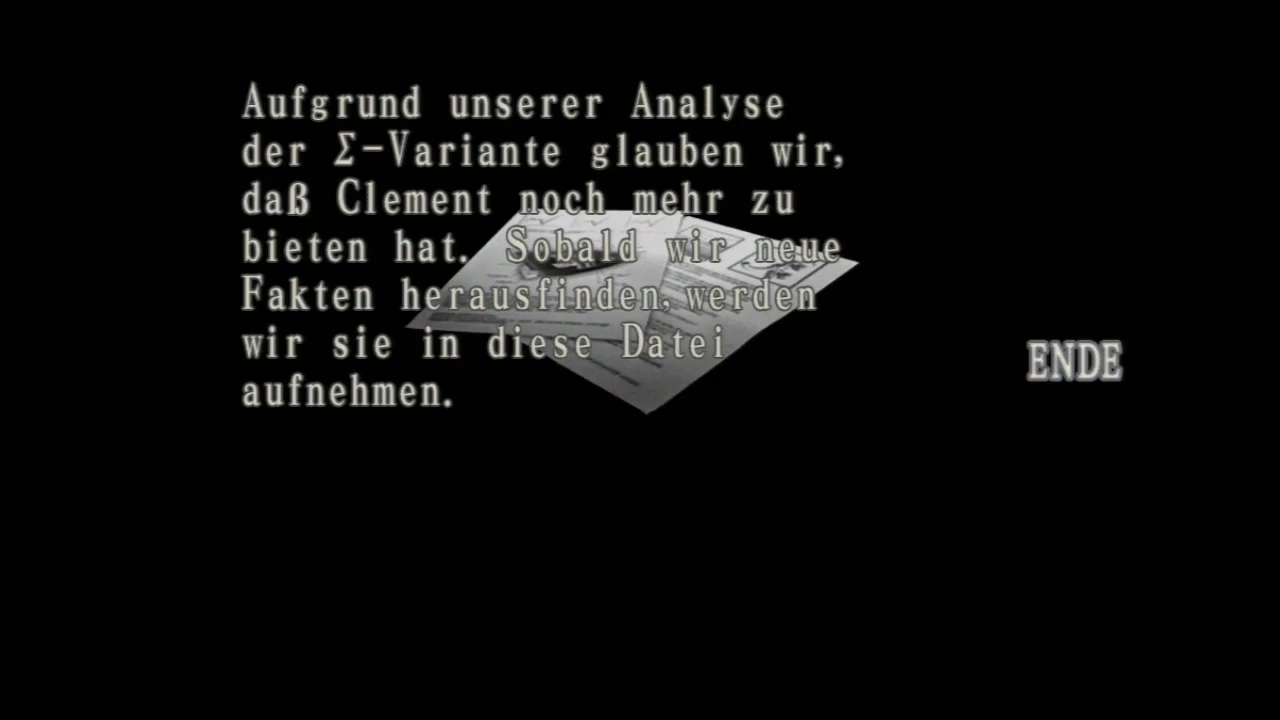 Aufgrund unserer Analyse
der Σ-Variante glauben wir,
daß Clement noch mehr zu
bieten hat. Sobald wir neue
Fakten herausfinden, werden
wir sie in diese Datei
aufnehmen.
ENDE